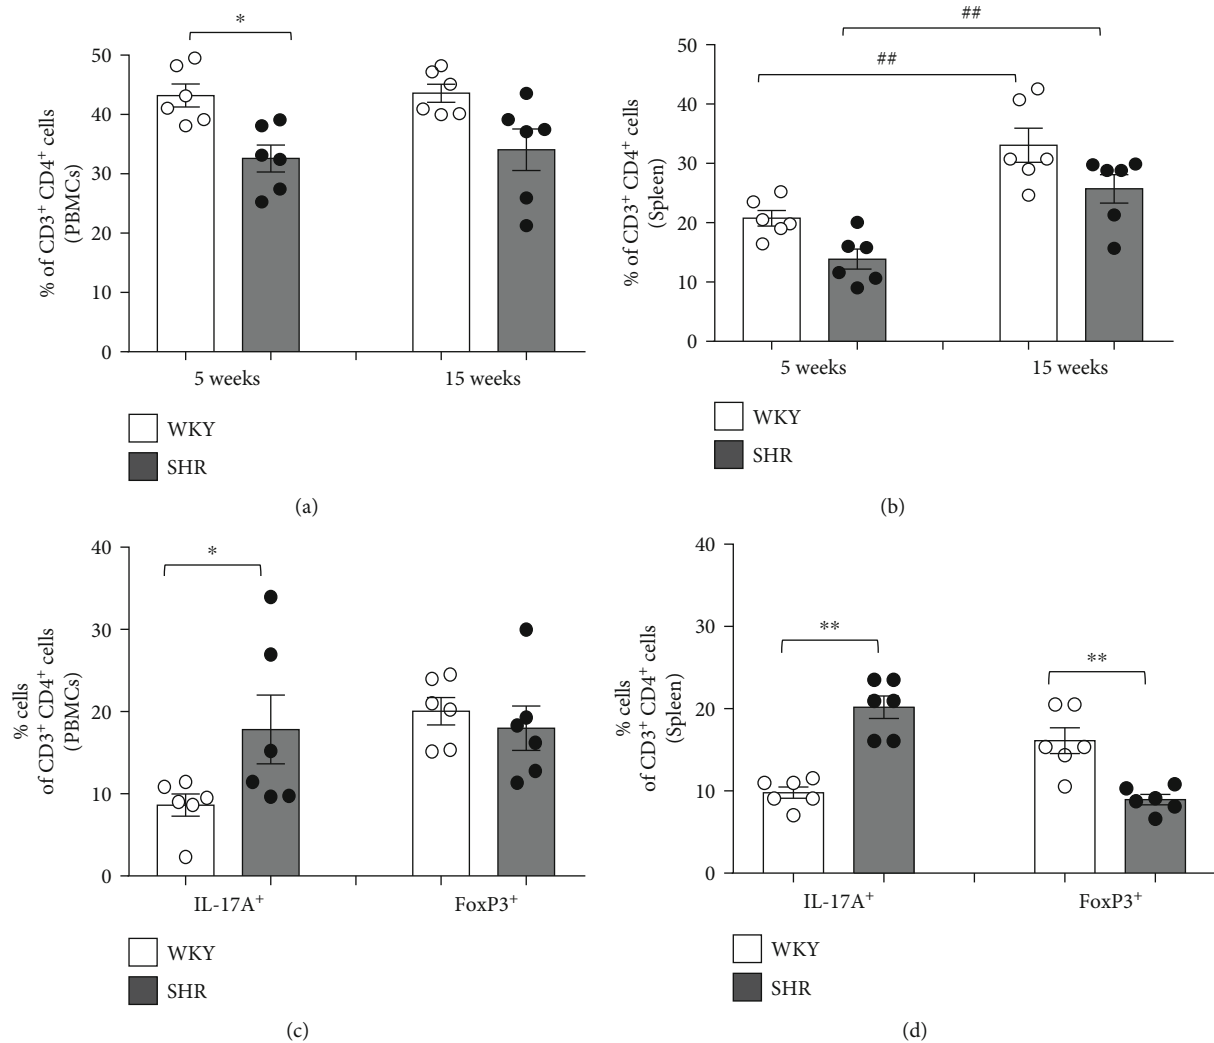 *
50
40
30
20
10
0
% of CD3+ CD4+ cells
(PBMCs)
5 weeks
15 weeks
WKY
SHR
(a)
##
##
50
40
30
20
10
0
% of CD3+ CD4+ cells
(Spleen)
5 weeks
15 weeks
WKY
SHR
(b)
*
40
30
20
10
0
% cells
of CD3+ CD4+ cells
(PBMCs)
IL-17A+
FoxP3+
WKY
SHR
(c)
**
**
40
30
20
10
0
% cells
of CD3+ CD4+ cells
(Spleen)
IL-17A+
FoxP3+
WKY
SHR
(d)